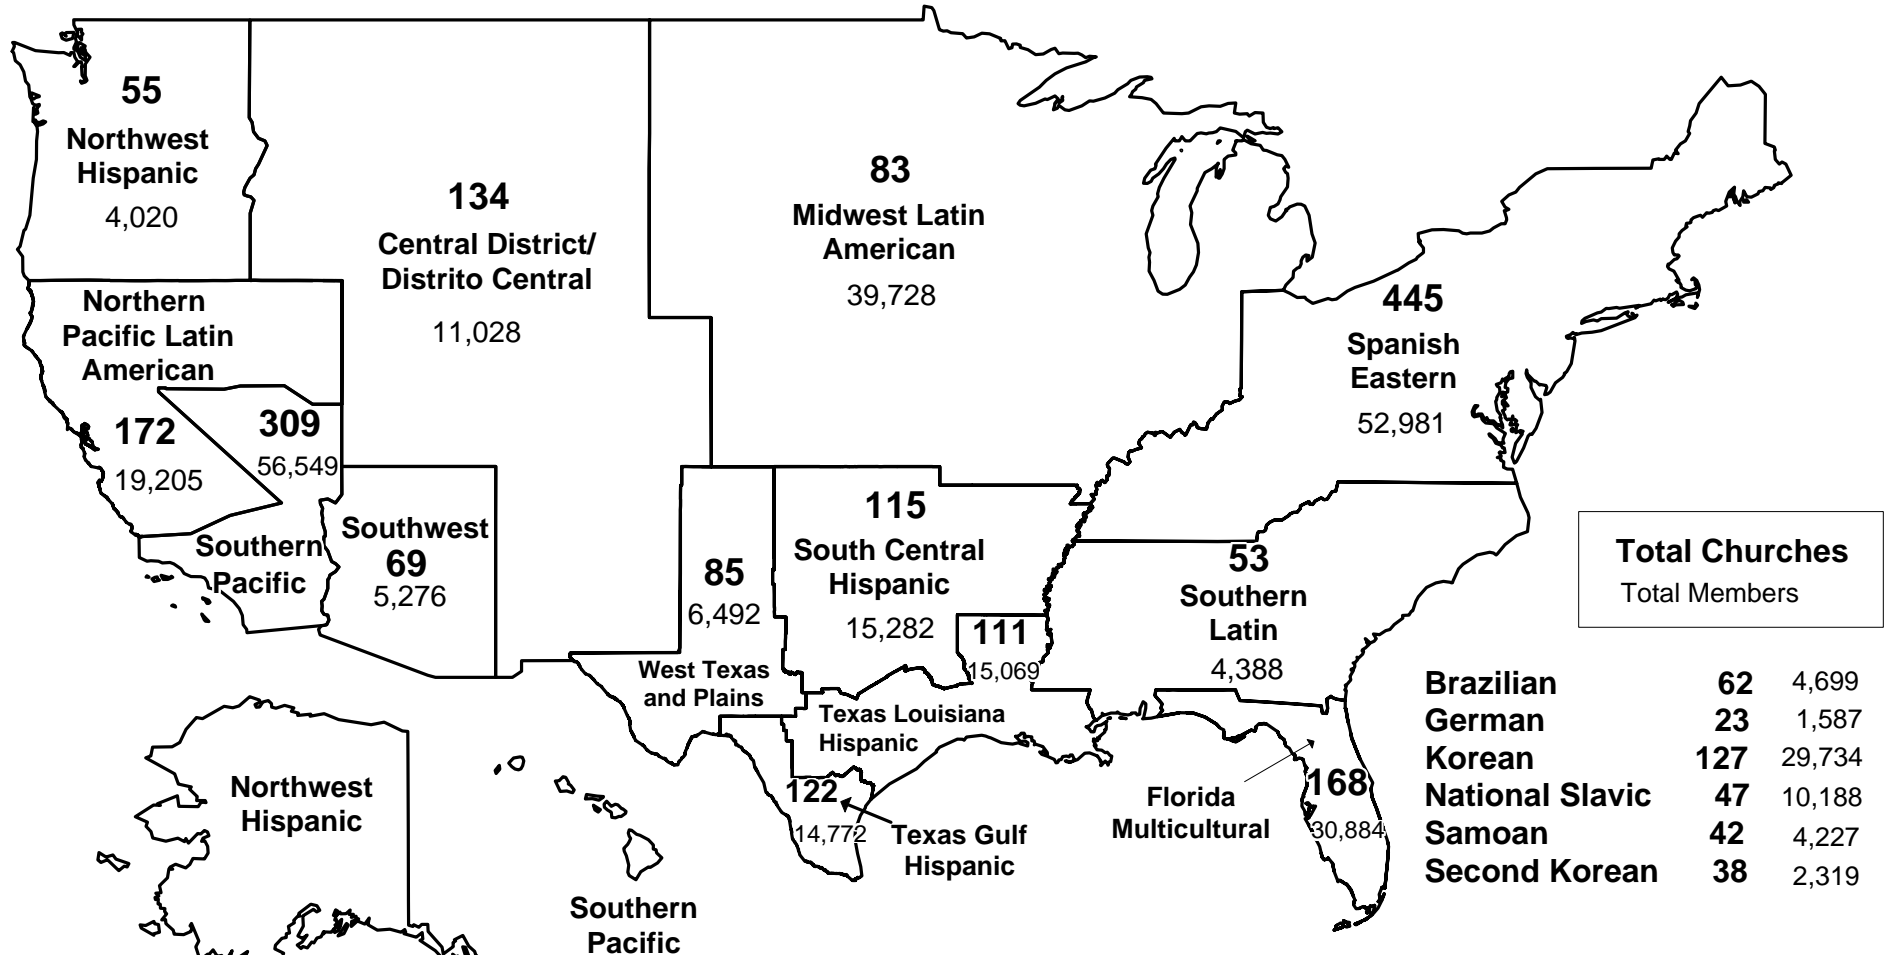 55
Northwest
Hispanic
4,020
134
Central District/
Distrito Central
11,028
83
Midwest Latin
American
39,728
445
Spanish
Eastern
52,981
Northern
Pacific Latin
American
172
19,205
309
56,549
Southern
Pacific
Southwest
69
5,276
85
6,492
West Texas
and Plains
115
South Central
Hispanic
15,282
111
15,069
Texas Louisiana
Hispanic
53
Southern
Latin
4,388
122
14,772
Texas Gulf
Hispanic
Florida
Multicultural
168
30,884
Northwest
Hispanic
Southern
Pacific
Total Churches
Total Members
Brazilian 62 4,699
German 23 1,587
Korean 127 29,734
National Slavic 47 10,188
Samoan 42 4,227
Second Korean 38 2,319